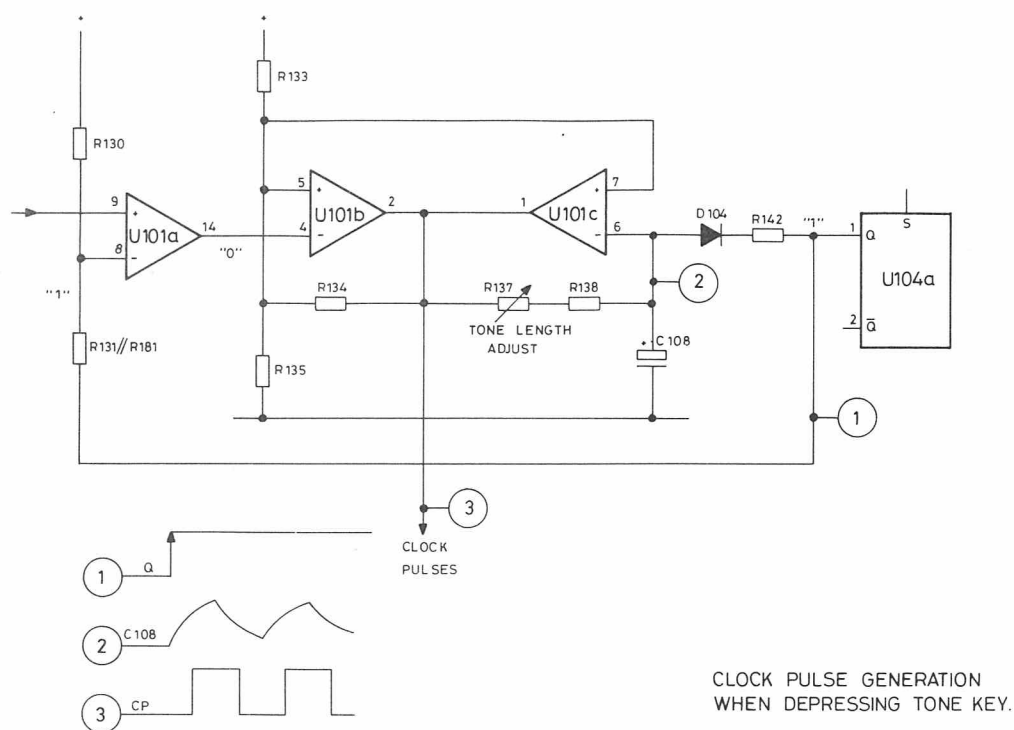 +
+
R133
R130
9
+
U101a
8
-
14
"0"
"1"
5
+
U101b
4
-
2
1
U101c
+
7
-
6
D104
R142
"1"
1
Q
S
U104a
2
Q̅
R134
R137
R138
TONE LENGTH
ADJUST
2
+
C108
R131//R181
R135
1
3
CLOCK
PULSES
1
Q
2
C108
3
CP
CLOCK PULSE GENERATION
WHEN DEPRESSING TONE KEY.